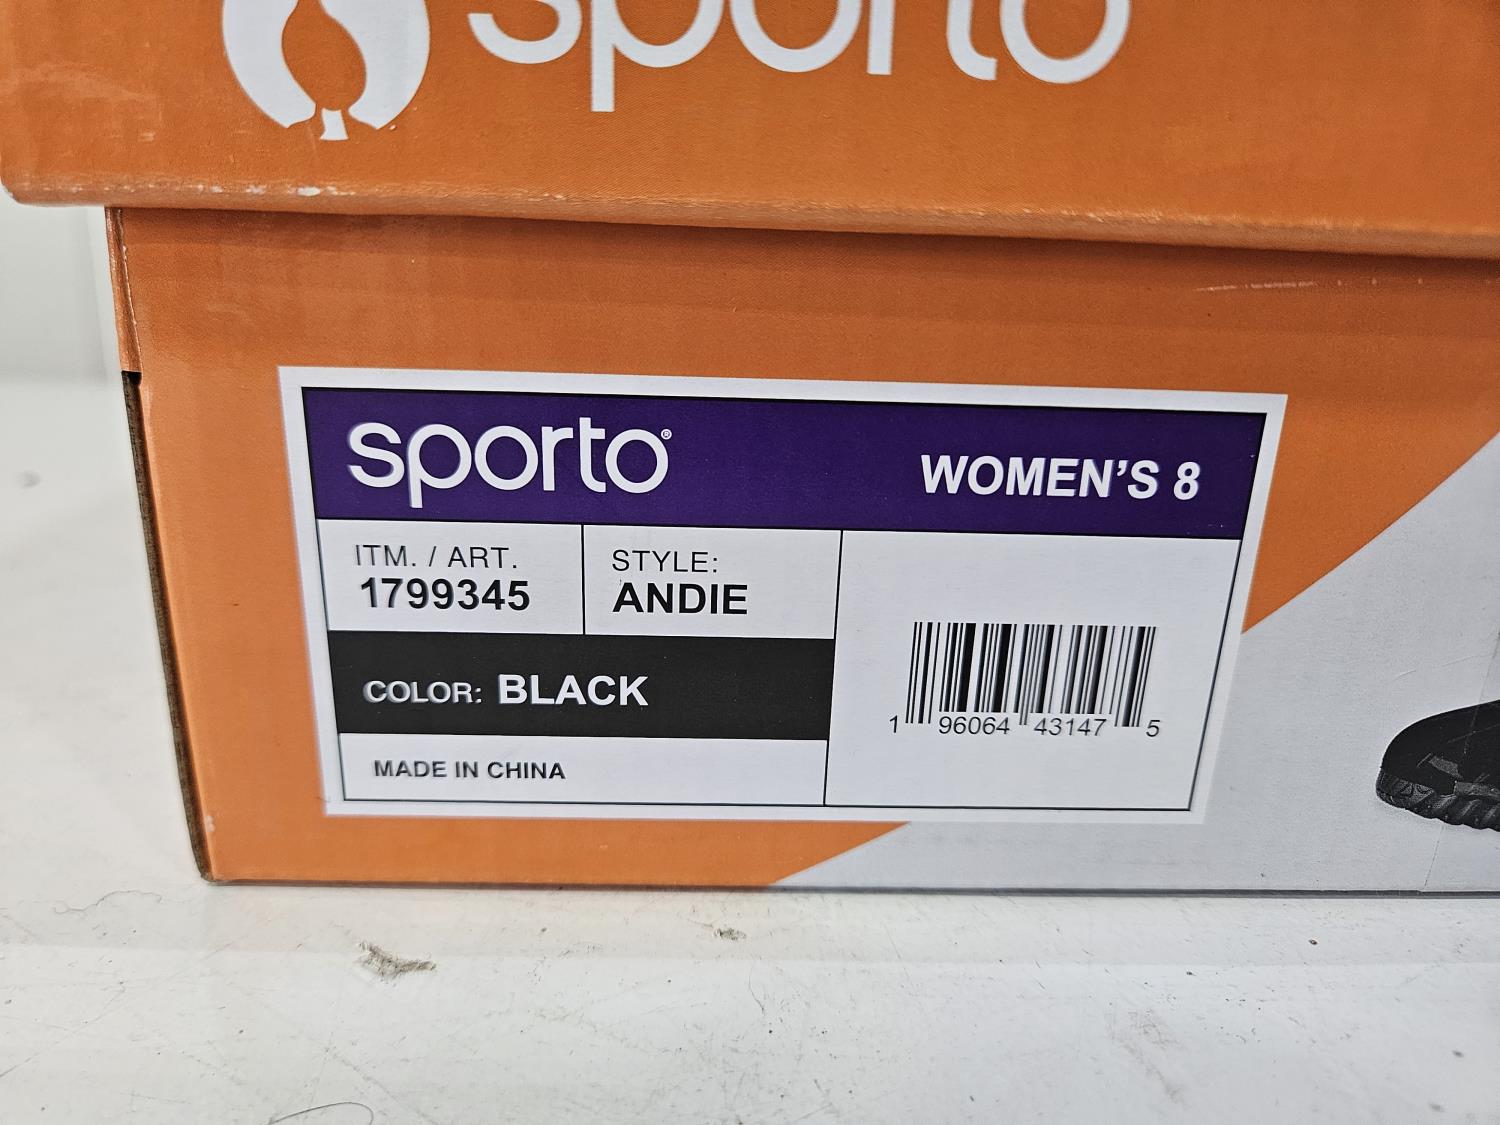 sporto
sporto®
WOMEN'S 8
ITM. / ART.
1799345
STYLE:
ANDIE
COLOR: BLACK
MADE IN CHINA
1 96064 43147 5